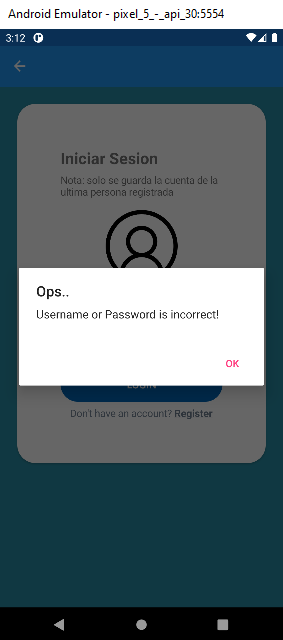 Android Emulator - pixel_5_-_api_30:5554
3:12
Iniciar Sesion
Nota: solo se guarda la cuenta de la
ultima persona registrada
Ops..
Username or Password is incorrect!
OK
LOGIN
Don't have an account? Register